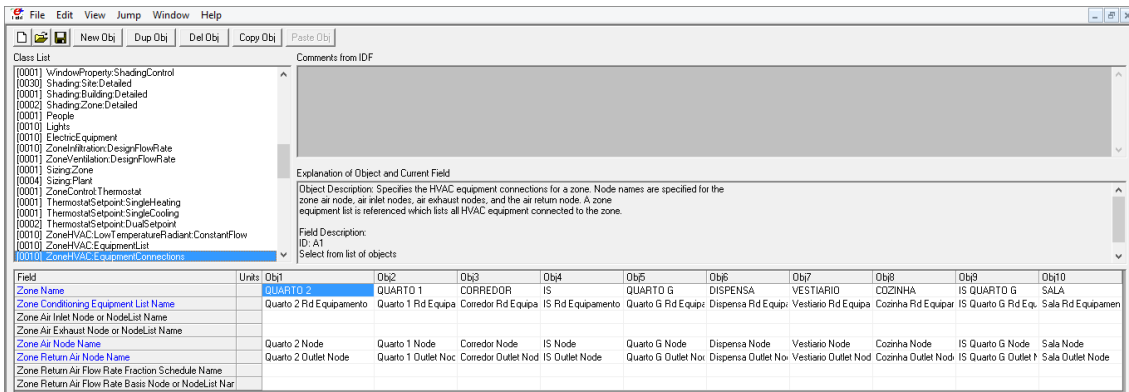 File Edit View Jump Window Help
New Obj Dup Obj Del Obj Copy Obj Paste Obj
Class List
[0001] WindowProperty:ShadingControl
[0030] Shading:Site:Detailed
[0001] Shading:Building:Detailed
[0002] Shading:Zone:Detailed
[0001] People
[0010] Lights
[0010] ElectricEquipment
[0010] ZoneInfiltration:DesignFlowRate
[0001] ZoneVentilation:DesignFlowRate
[0001] Sizing:Zone
[0004] Sizing:Plant
[0001] ZoneControl:Thermostat
[0001] ThermostatSetpoint:SingleHeating
[0001] ThermostatSetpoint:SingleCooling
[0002] ThermostatSetpoint:DualSetpoint
[0010] ZoneHVAC:LowTemperatureRadiant:ConstantFlow
[0010] ZoneHVAC:EquipmentList
[0010] ZoneHVAC:EquipmentConnections
Comments from IDF
Explanation of Object and Current Field
Object Description: Specifies the HVAC equipment connections for a zone. Node names are specified for the
zone air node, air inlet nodes, air exhaust nodes, and the air return node. A zone
equipment list is referenced which lists all HVAC equipment connected to the zone.
Field Description:
ID: A1
Select from list of objects
Field Units Obj1 Obj2 Obj3 Obj4 Obj5 Obj6 Obj7 Obj8 Obj9 Obj10
Zone Name QUARTO 2 QUARTO 1 CORREDOR IS QUARTO G DISPENSA VESTIARIO COZINHA IS QUARTO G SALA
Zone Conditioning Equipment List Name Quarto 2 Rd Equipamento Quarto 1 Rd Equipa Corredor Rd Equipa IS Rd Equipamento Quarto G Rd Equipa Dispensa Rd Equipa Vestiario Rd Equipa Cozinha Rd Equipar IS Quarto G Rd Equ Sala Rd Equipamen
Zone Air Inlet Node or NodeList Name
Zone Air Exhaust Node or NodeList Name
Zone Air Node Name Quarto 2 Node Quarto 1 Node Corredor Node IS Node Quarto G Node Dispensa Node Vestiario Node Cozinha Node IS Quarto G Node Sala Node
Zone Return Air Node Name Quarto 2 Outlet Node Quarto 1 Outlet Noc Corredor Outlet Nod IS Outlet Node Quarto G Outlet Noc Dispensa Outlet No Vestiario Outlet Nod Cozinha Outlet Nod IS Quarto G Outlet N Sala Outlet Node
Zone Return Air Flow Rate Fraction Schedule Name
Zone Return Air Flow Rate Basis Node or NodeList Nar